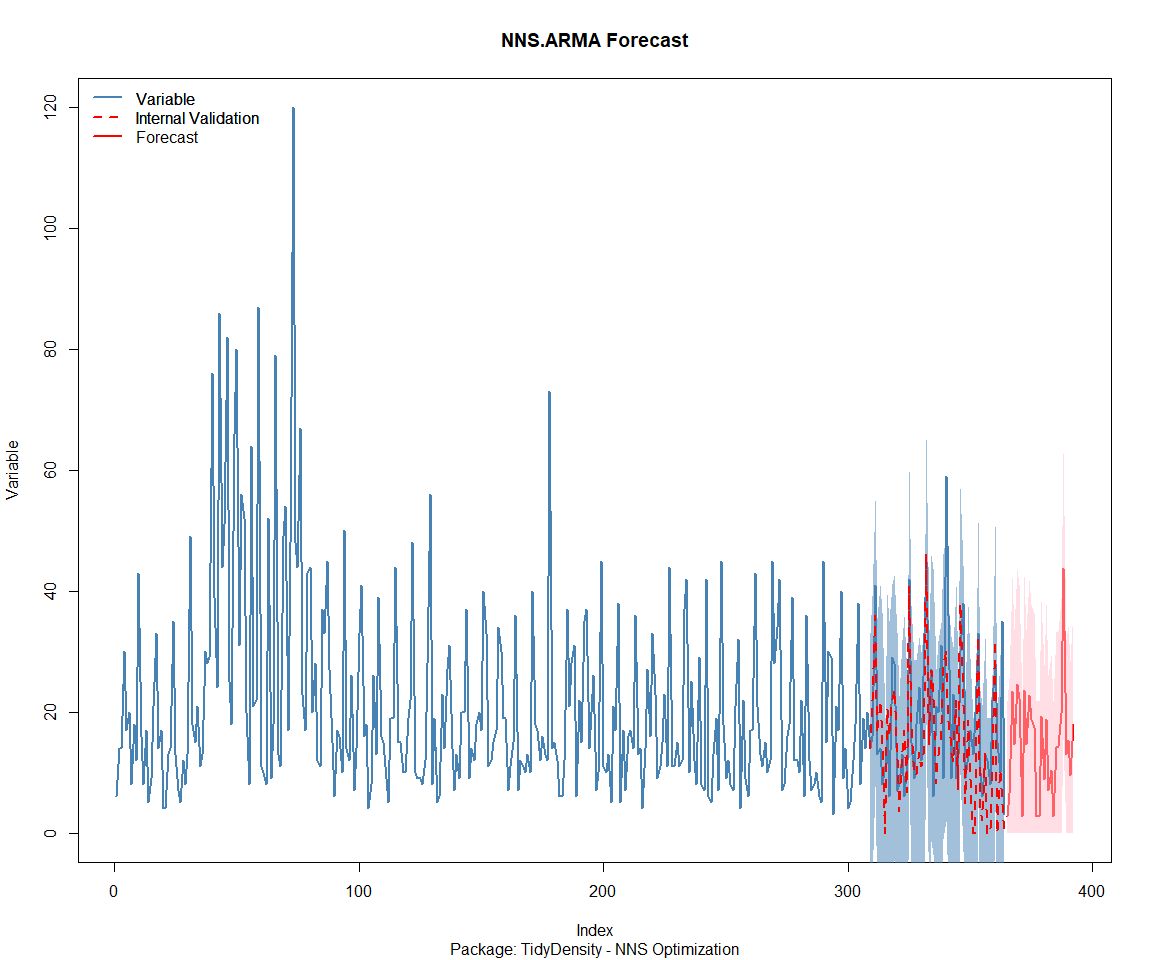 NNS.ARMA Forecast
Variable
Internal Validation
Forecast
Variable
120
100
80
60
40
20
0
0 100 200 300 400
Index
Package: TidyDensity - NNS Optimization